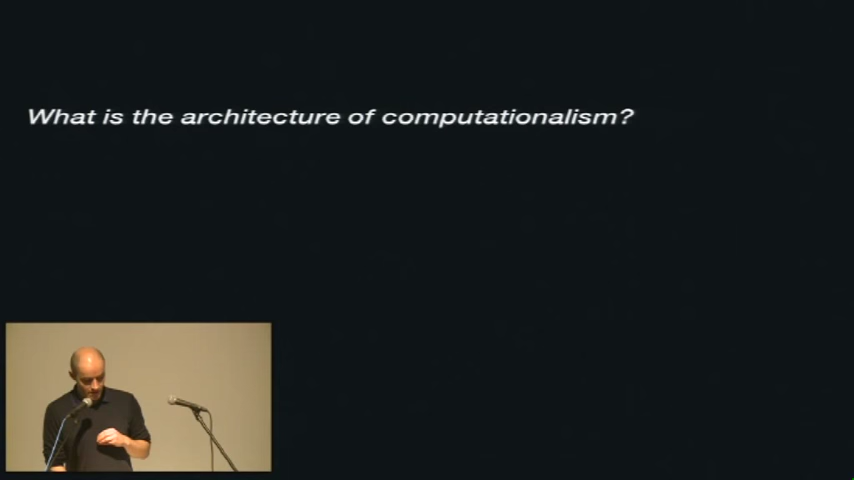 What is the architecture of computationalism?